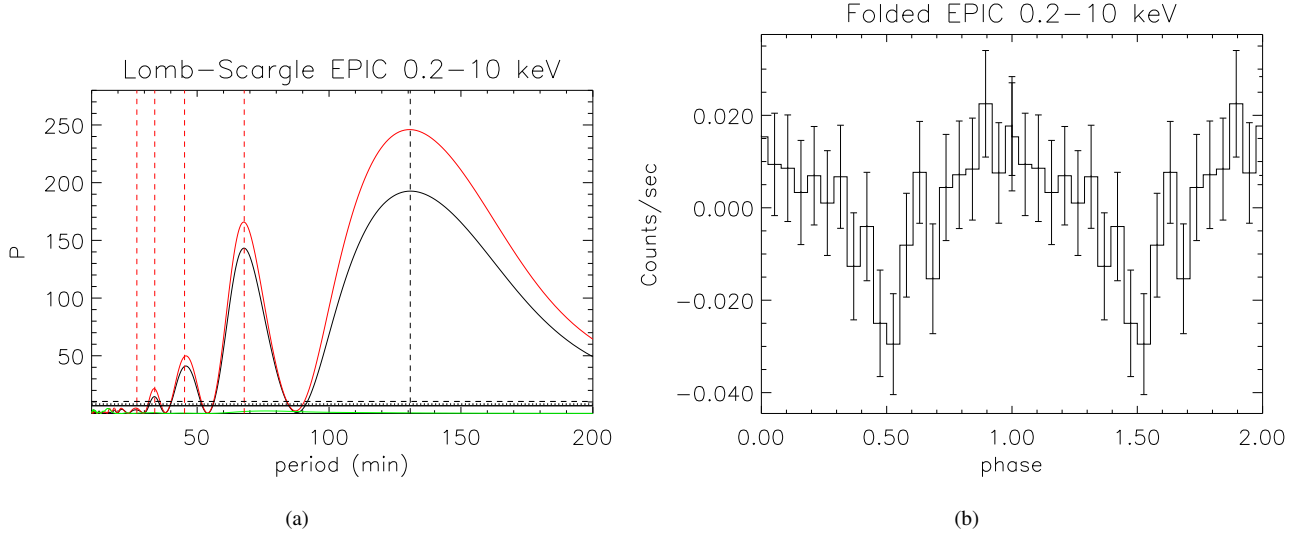 Lomb−Scargle EPIC 0.2−10 keV
P
250
200
150
100
50
50 100 150 200
period (min)
(a)
Folded EPIC 0.2−10 keV
Counts/sec
0.020
0.000
−0.020
−0.040
0.00 0.50 1.00 1.50 2.00
phase
(b)